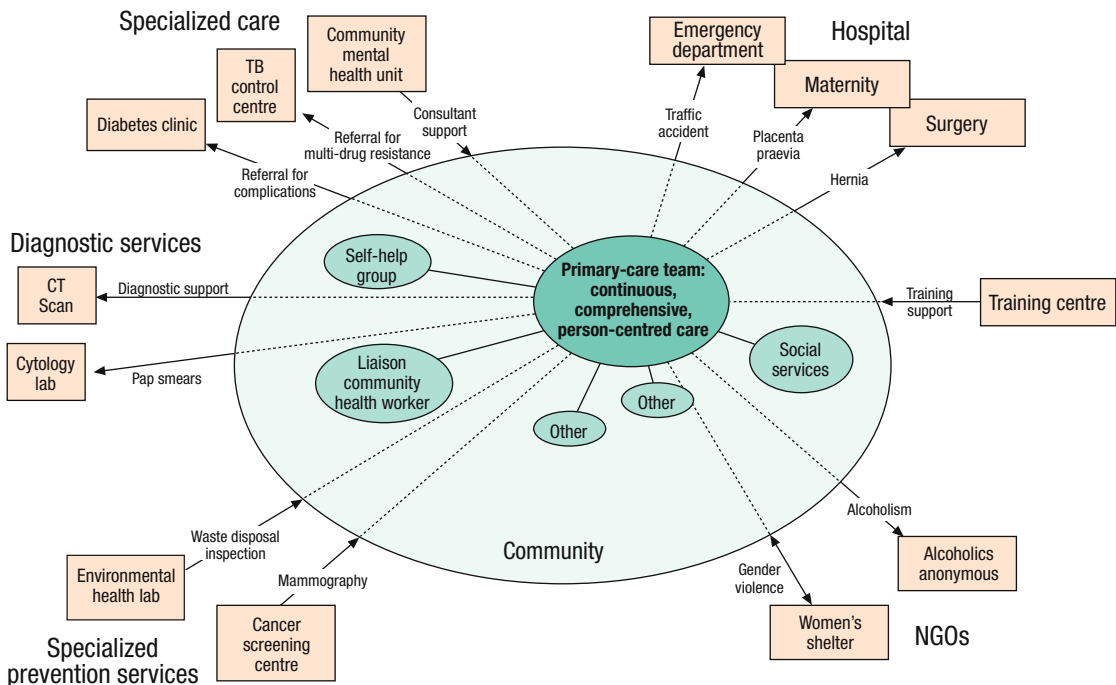 Specialized care
Community
mental
health unit
TB
control
centre
Diabetes clinic
Consultant
support
Referral for
multi-drug resistance
Referral for
complications
Emergency
department
Hospital
Maternity
Surgery
Traffic
accident
Placenta
praevia
Hernia
Diagnostic services
CT
Scan
Diagnostic support
Cytology
lab
Pap smears
Self-help
group
Primary-care team:
continuous,
comprehensive,
person-centred care
Training
support
Training centre
Liaison
community
health worker
Social
services
Other
Other
Community
Waste disposal
inspection
Environmental
health lab
Mammography
Cancer
screening
centre
Specialized
prevention services
Alcoholism
Alcoholics
anonymous
Gender
violence
Women's
shelter
NGOs